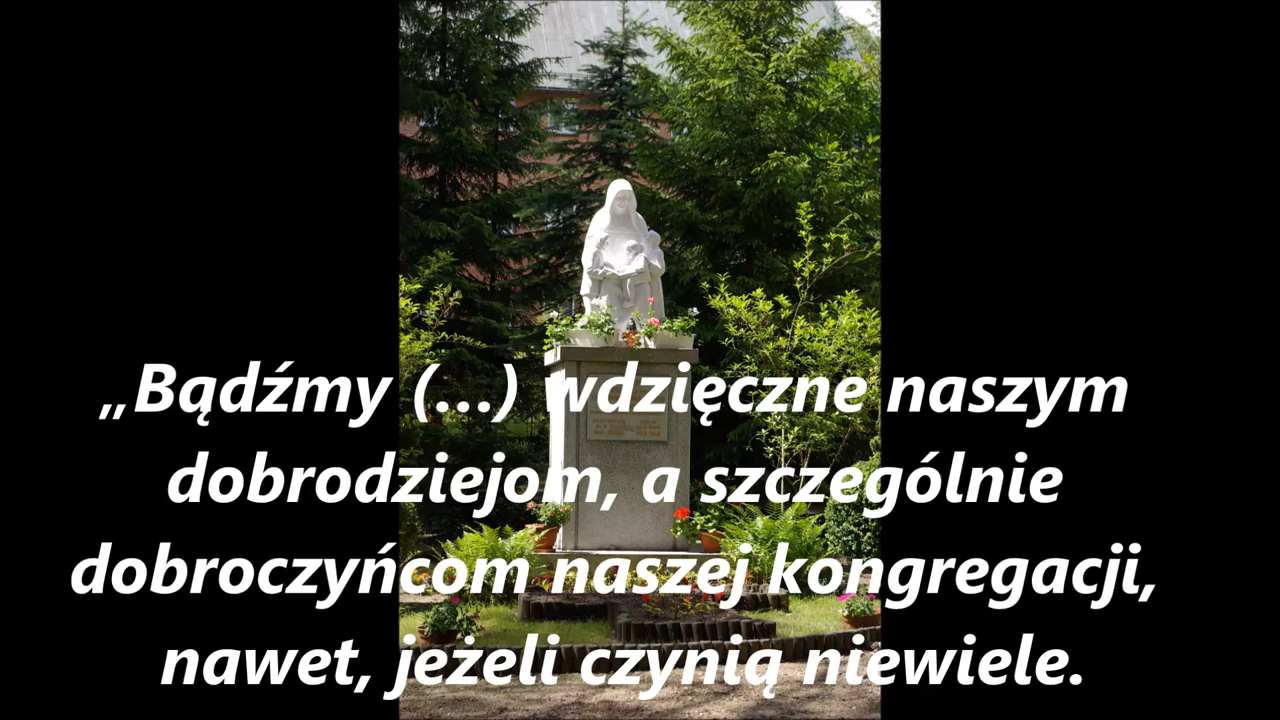 „Bądźmy (...) wdzięczne naszym
dobrodziejom, a szczególnie
dobroczyńcom naszej kongregacji,
nawet, jeżeli czynią niewiele.